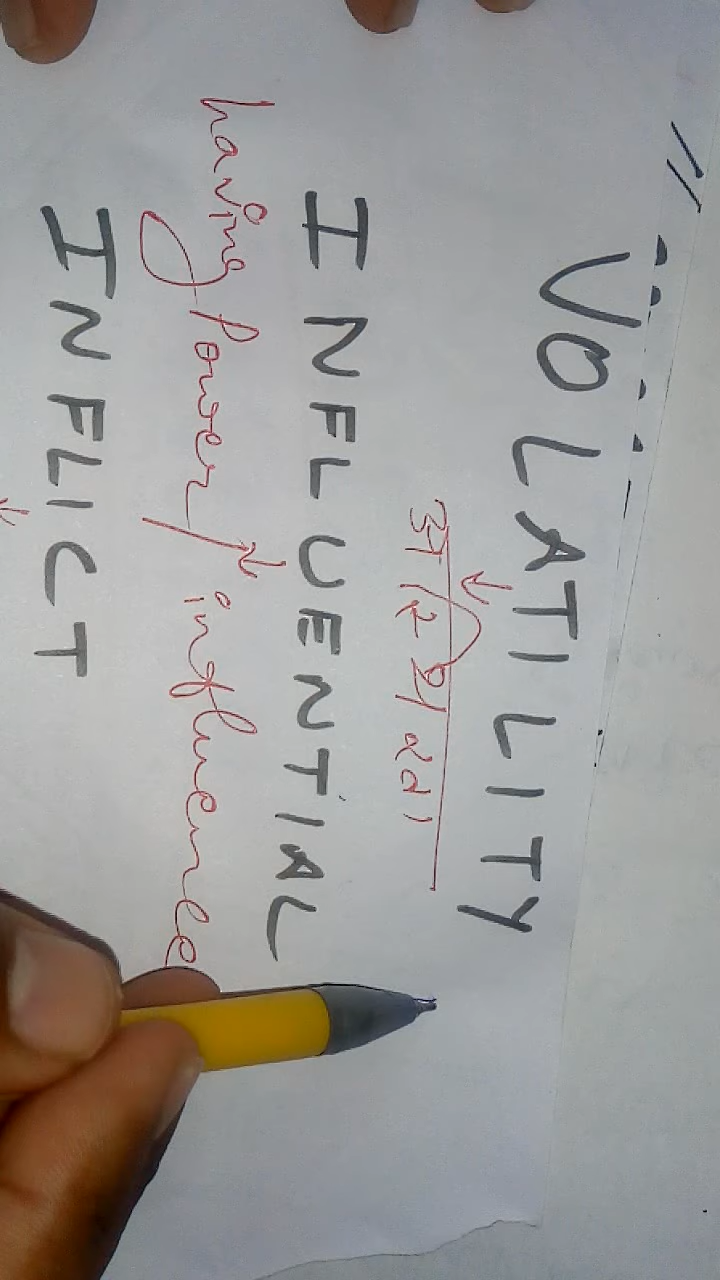 VOLATILITY
अस्थिरता
INFLUENTIAL
having Power influence
INFLICT